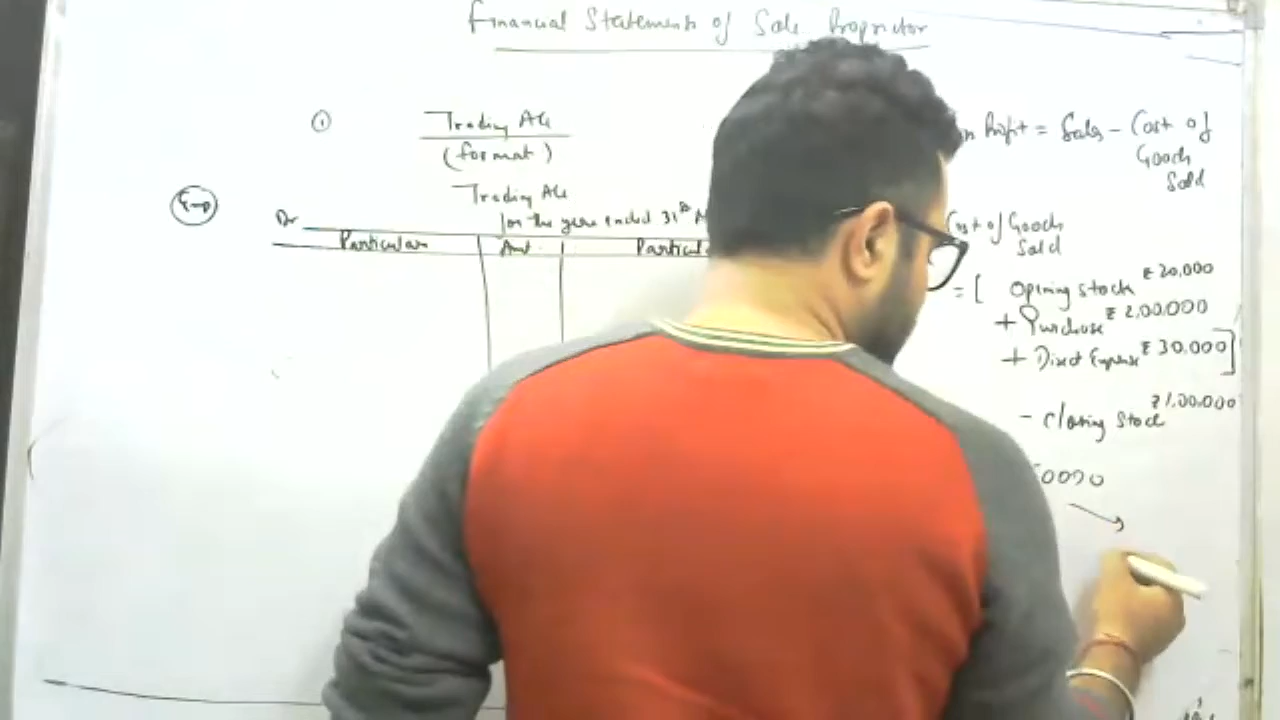 Financial Statements of Sole Proprietor
①
Trading A/c
(format)
Trading A/c
for the year ended 31st
Dr
Particulars Amt
Profit = Sales - Cost of
Goods
Sold
Cost of Goods
Sold
= [ Opening stock ₹ 20,000
+ Purchase ₹ 2,00,000
+ Direct Expense ₹ 30,000 ]
- Closing Stock ₹ 1,00,000